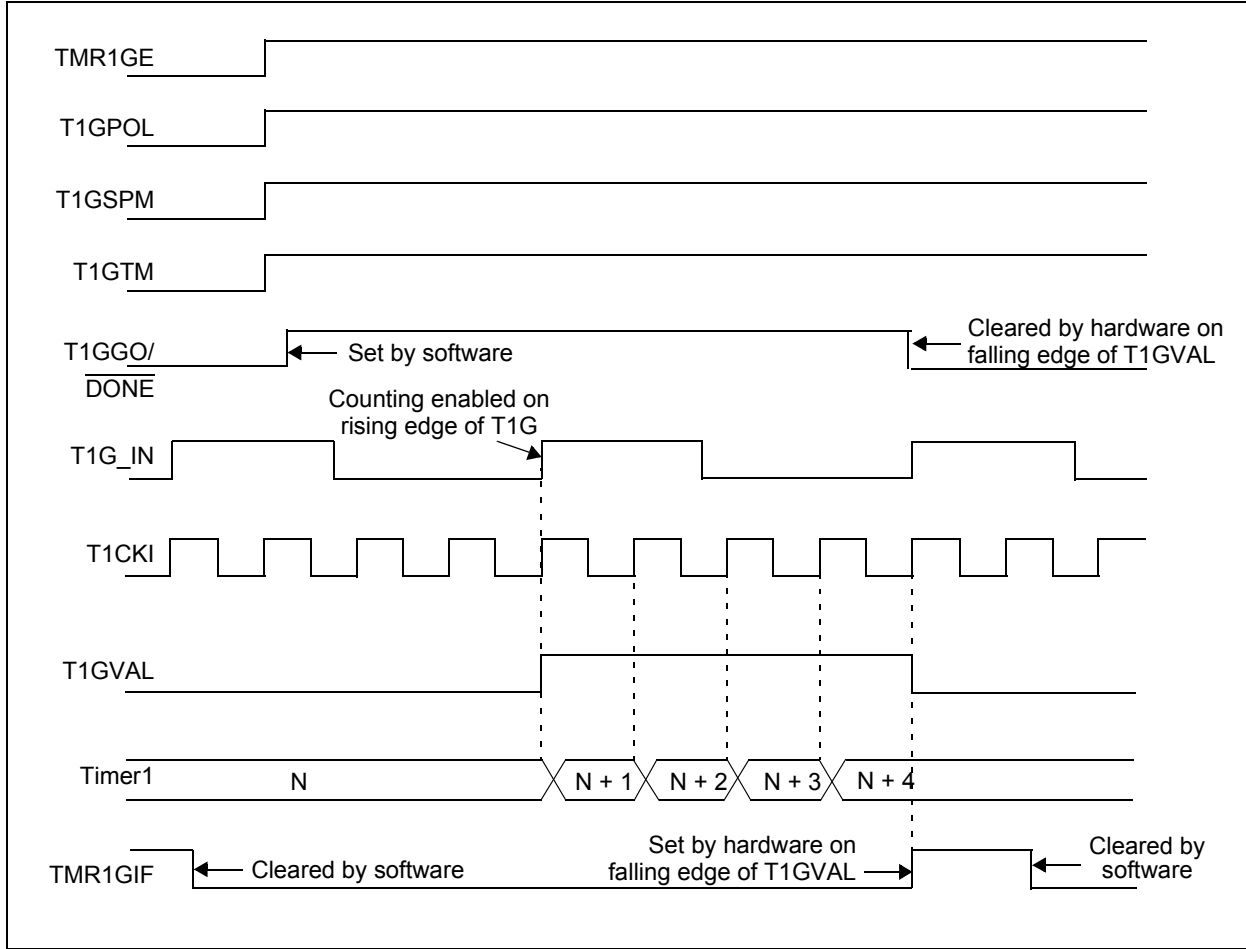 TMR1GE
T1GPOL
T1GSPM
T1GTM
T1GGO/
DONE
Set by software
Cleared by hardware on
falling edge of T1GVAL
Counting enabled on
rising edge of T1G
T1G_IN
T1CKI
T1GVAL
Timer1
N
N + 1
N + 2
N + 3
N + 4
TMR1GIF
Cleared by software
Set by hardware on
falling edge of T1GVAL
Cleared by
software